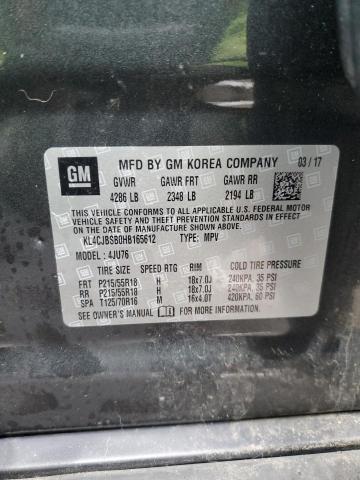 GM
MFD BY GM KOREA COMPANY 03/17
GVWR GAWR FRT GAWR RR
4286 LB 2348 LB 2194 LB
THIS VEHICLE CONFORMS TO ALL APPLICABLE U.S. FEDERAL MOTOR
VEHICLE SAFETY AND THEFT PREVENTION STANDARDS IN EFFECT
ON THE DATE OF MANUFACTURE SHOWN ABOVE.
KL4CJBSB0HB165612 TYPE: MPV
MODEL: 4JU76
TIRE SIZE SPEED RTG RIM COLD TIRE PRESSURE
FRT P215/55R18 H 18x7.0J 240KPA, 35 PSI
RR P215/55R18 H 18x7.0J 240KPA, 35 PSI
SPA T125/70R16 M 16x4.0T 420KPA, 60 PSI
SEE OWNER'S MANUAL FOR MORE INFORMATION.